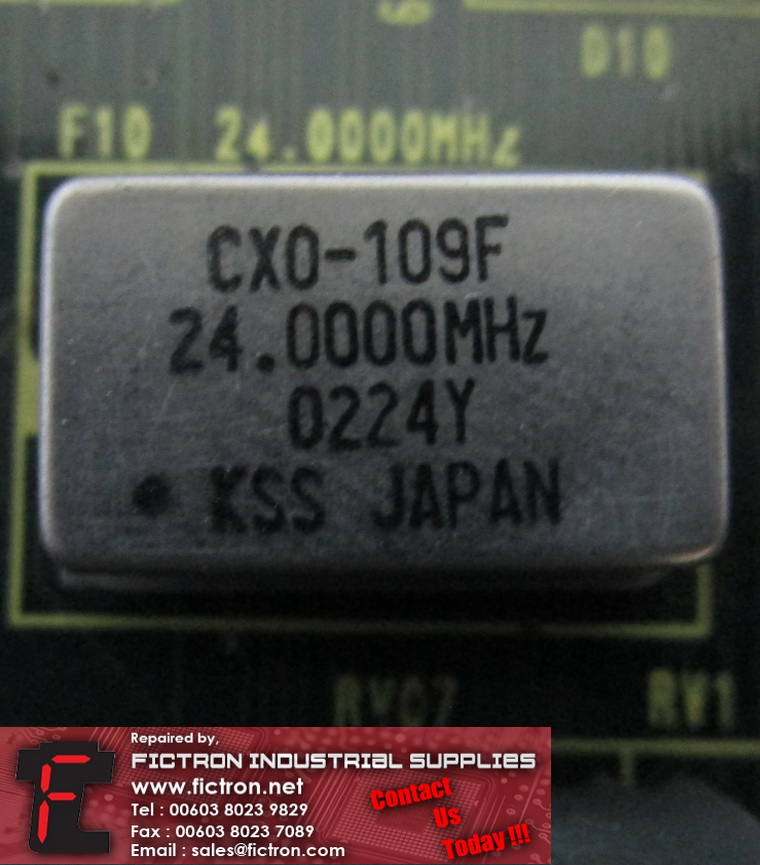 D10
F10 24.0000MHz
CXO-109F
24.0000MHz
0224Y
KSS JAPAN
RV1
Repaired by,
FICTRON INDUSTRIAL SUPPLIES
www.fictron.net
Tel : 00603 8023 9829
Fax : 00603 8023 7089
Email : sales@fictron.com
Contact
Us
Today !!!